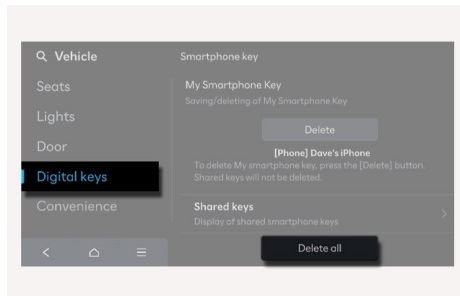 Vehicle
Seats
Lights
Door
Digital keys
Convenience
Smartphone key
My Smartphone Key
Saving/deleting of My Smartphone Key
Delete
[Phone] Dave's iPhone
To delete My smartphone key, press the [Delete] button.
Shared keys will not be deleted.
Shared keys
Display of shared smartphone keys
Delete all